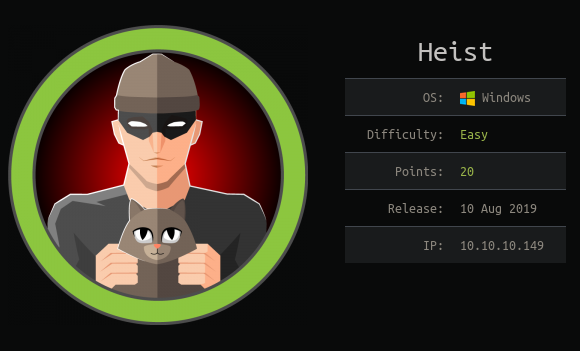 Heist
OS: Windows
Difficulty: Easy
Points: 20
Release: 10 Aug 2019
IP: 10.10.10.149